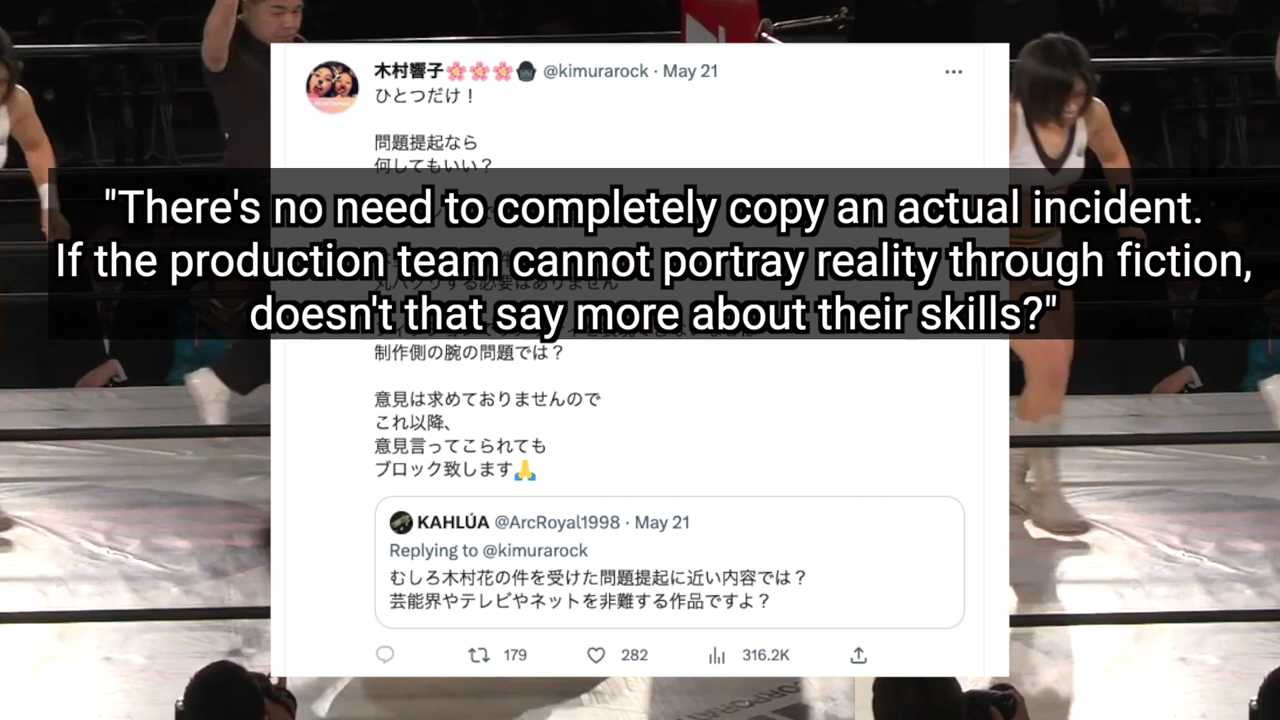 木村響子🌸🌸🌸 @kimurarock · May 21
ひとつだけ!
問題提起なら
何してもいい?
"There's no need to completely copy an actual incident.
If the production team cannot portray reality through fiction,
doesn't that say more about their skills?"
制作側の腕の問題では?
意見は求めておりませんので
これ以降、
意見言ってこられても
ブロック致します🙏
KAHLÚA @ArcRoyal1998 · May 21
Replying to @kimurarock
むしろ木村花の件を受けた問題提起に近い内容では?
芸能界やテレビやネットを非難する作品ですよ?
179 282 316.2K